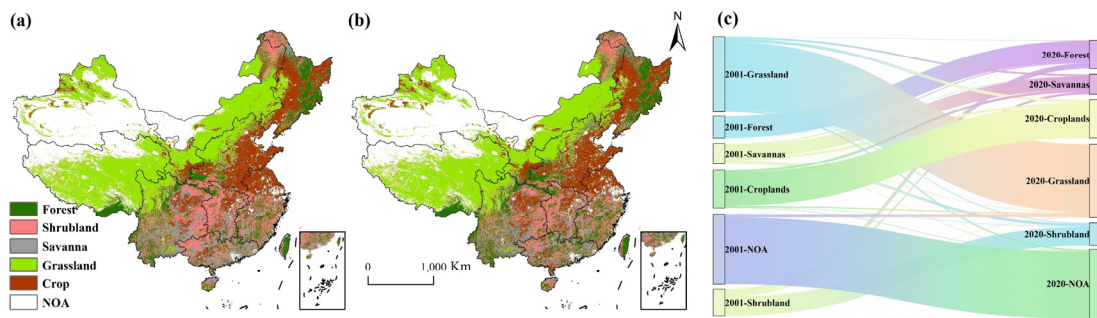 (a)
Forest
Shrubland
Savanna
Grassland
Crop
NOA
(b)
N
0
1,000 Km
(c)
2001-Grassland
2001-Forest
2001-Savannas
2001-Croplands
2001-NOA
2001-Shrubland
2020-Forest
2020-Savannas
2020-Croplands
2020-Grassland
2020-Shrubland
2020-NOA